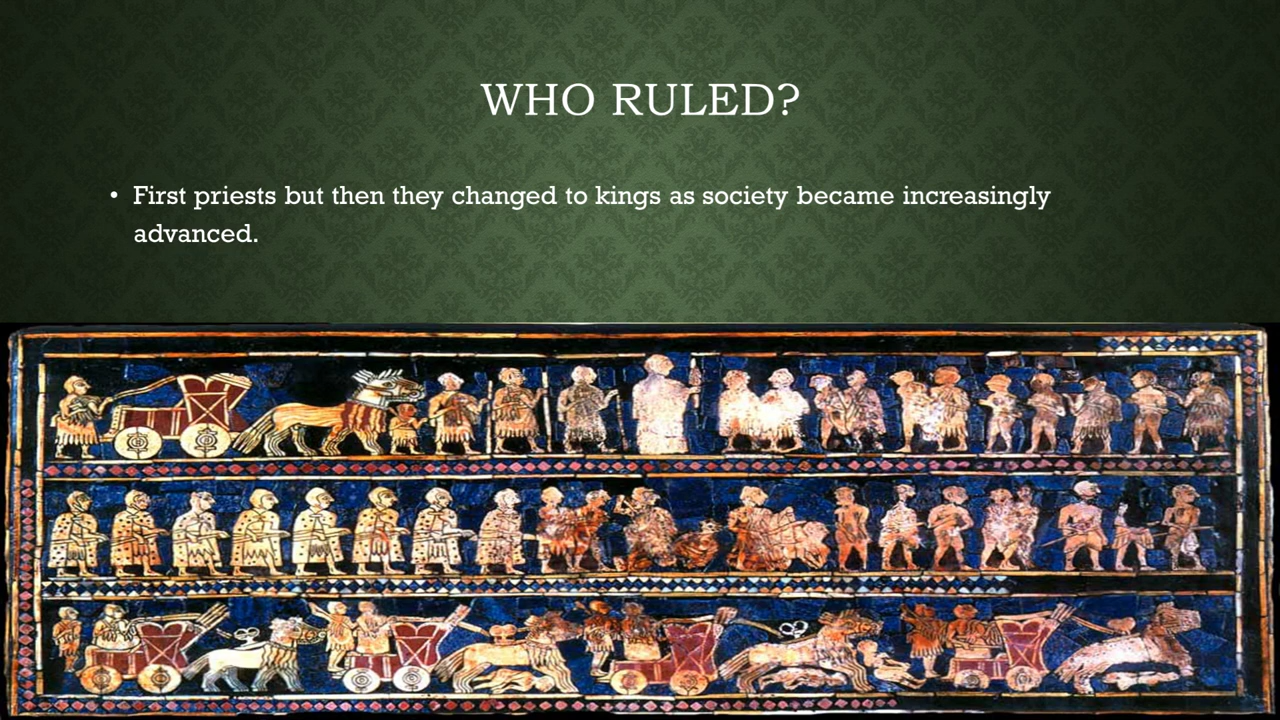 WHO RULED?
• First priests but then they changed to kings as society became increasingly
advanced.